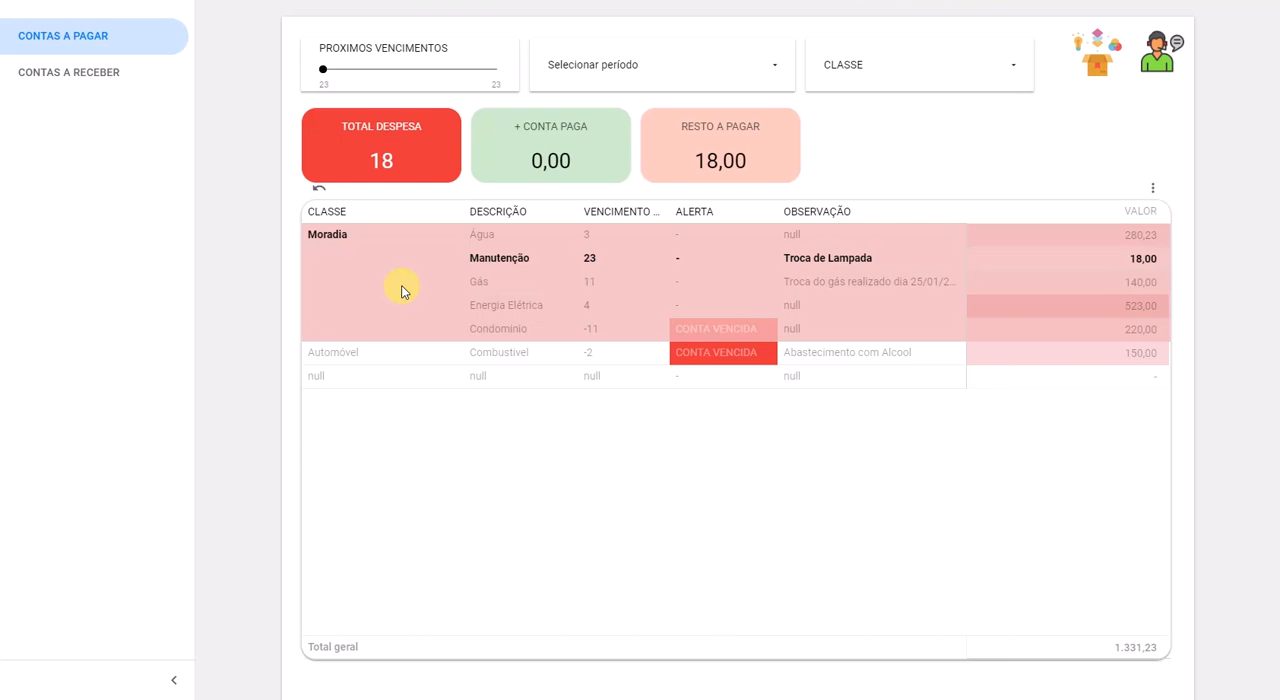 CONTAS A PAGAR
CONTAS A RECEBER
PROXIMOS VENCIMENTOS
23 23
Selecionar período
CLASSE
TOTAL DESPESA
18
+ CONTA PAGA
0,00
RESTO A PAGAR
18,00
CLASSE DESCRIÇÃO VENCIMENTO ... ALERTA OBSERVAÇÃO VALOR
Moradia Água 3 - null 280,23
Manutenção 23 - Troca de Lampada 18,00
Gás 11 - Troca do gás realizado dia 25/01/2... 140,00
Energia Elétrica 4 - null 523,00
Condominio -11 CONTA VENCIDA null 220,00
Automóvel Combustivel -2 CONTA VENCIDA Abastecimento com Alcool 150,00
null null null - null -
Total geral 1.331,23